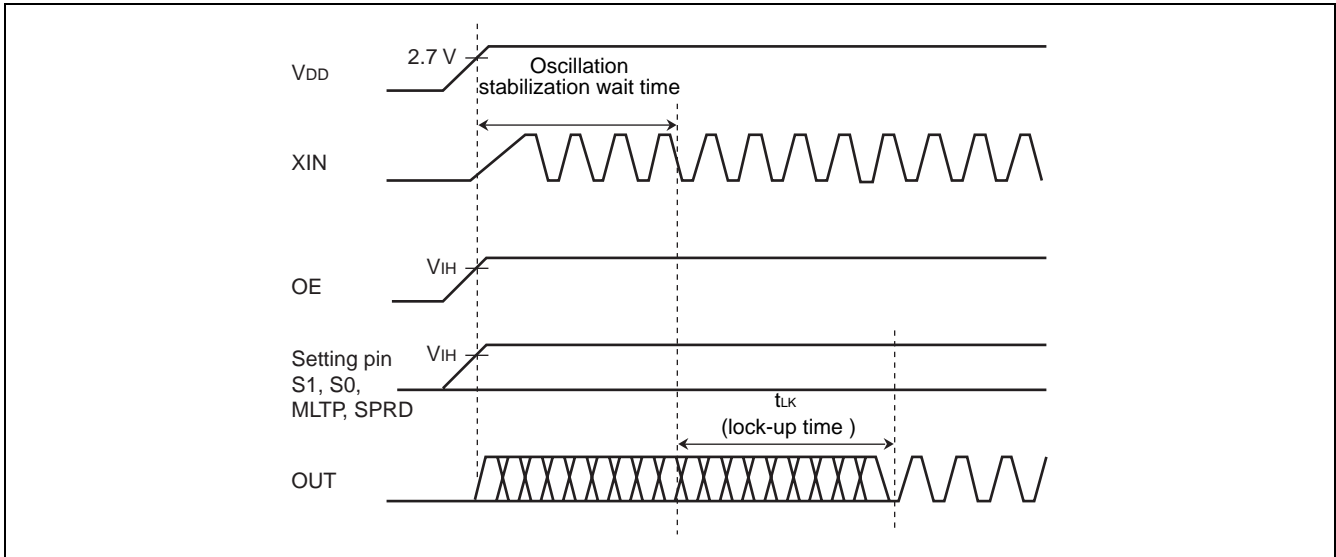 VDD
2.7 V
Oscillation
stabilization wait time
XIN
OE
VIH
Setting pin
S1, S0,
MLTP, SPRD
VIH
tLK
(lock-up time )
OUT